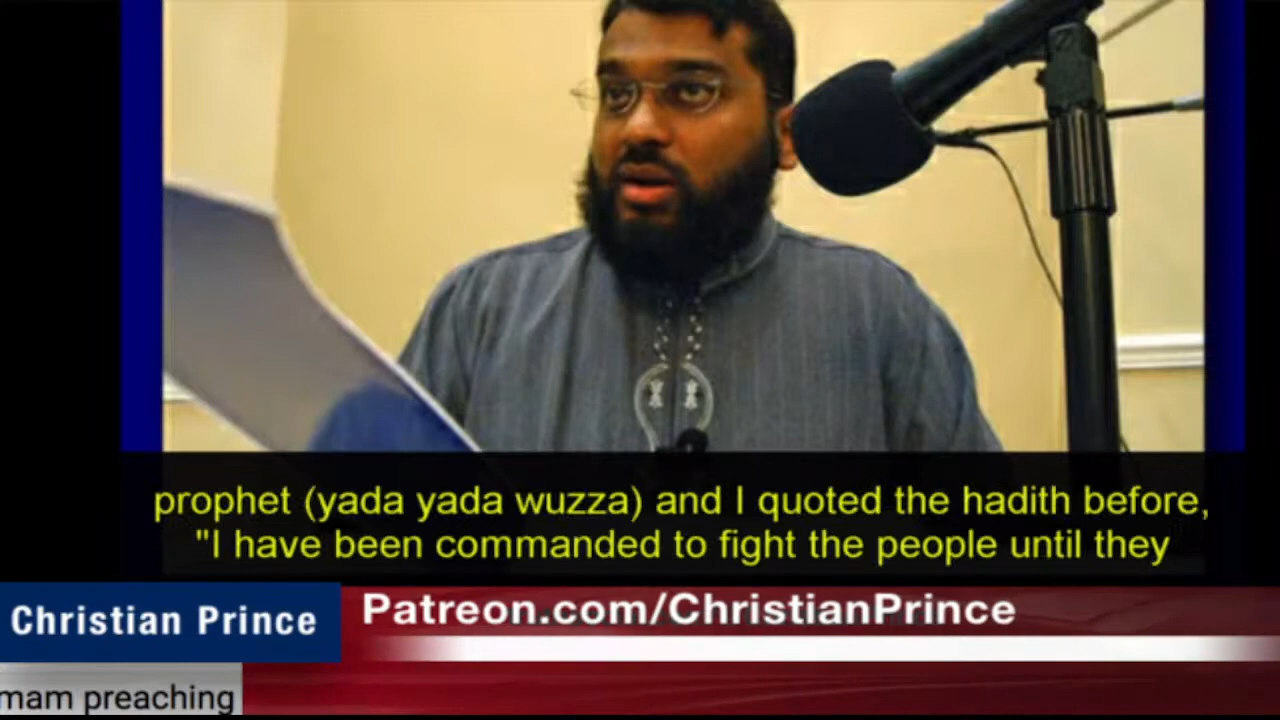 prophet (yada yada wuzza) and I quoted the hadith before,
"I have been commanded to fight the people until they
Christian Prince
Patreon.com/ChristianPrince
mam preaching